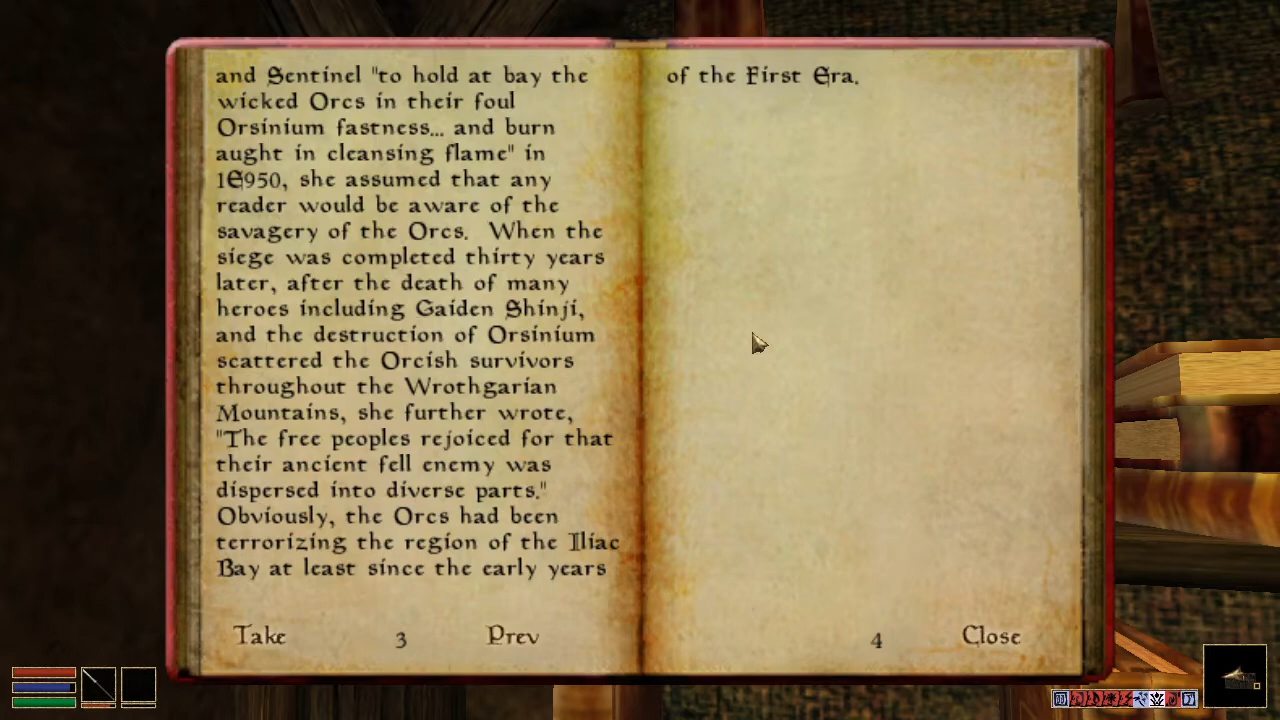 and Sentinel "to hold at bay the
wicked Orcs in their foul
Orsinium fastness... and burn
aught in cleansing flame" in
1E950, she assumed that any
reader would be aware of the
savagery of the Orcs.  When the
siege was completed thirty years
later, after the death of many
heroes including Gaiden Shinji,
and the destruction of Orsinium
scattered the Orcish survivors
throughout the Wrothgarian
Mountains, she further wrote,
"The free peoples rejoiced for that
their ancient fell enemy was
dispersed into diverse parts."
Obviously, the Orcs had been
terrorizing the region of the Iliac
Bay at least since the early years
of the First Era.
Take 3 Prev 4 Close